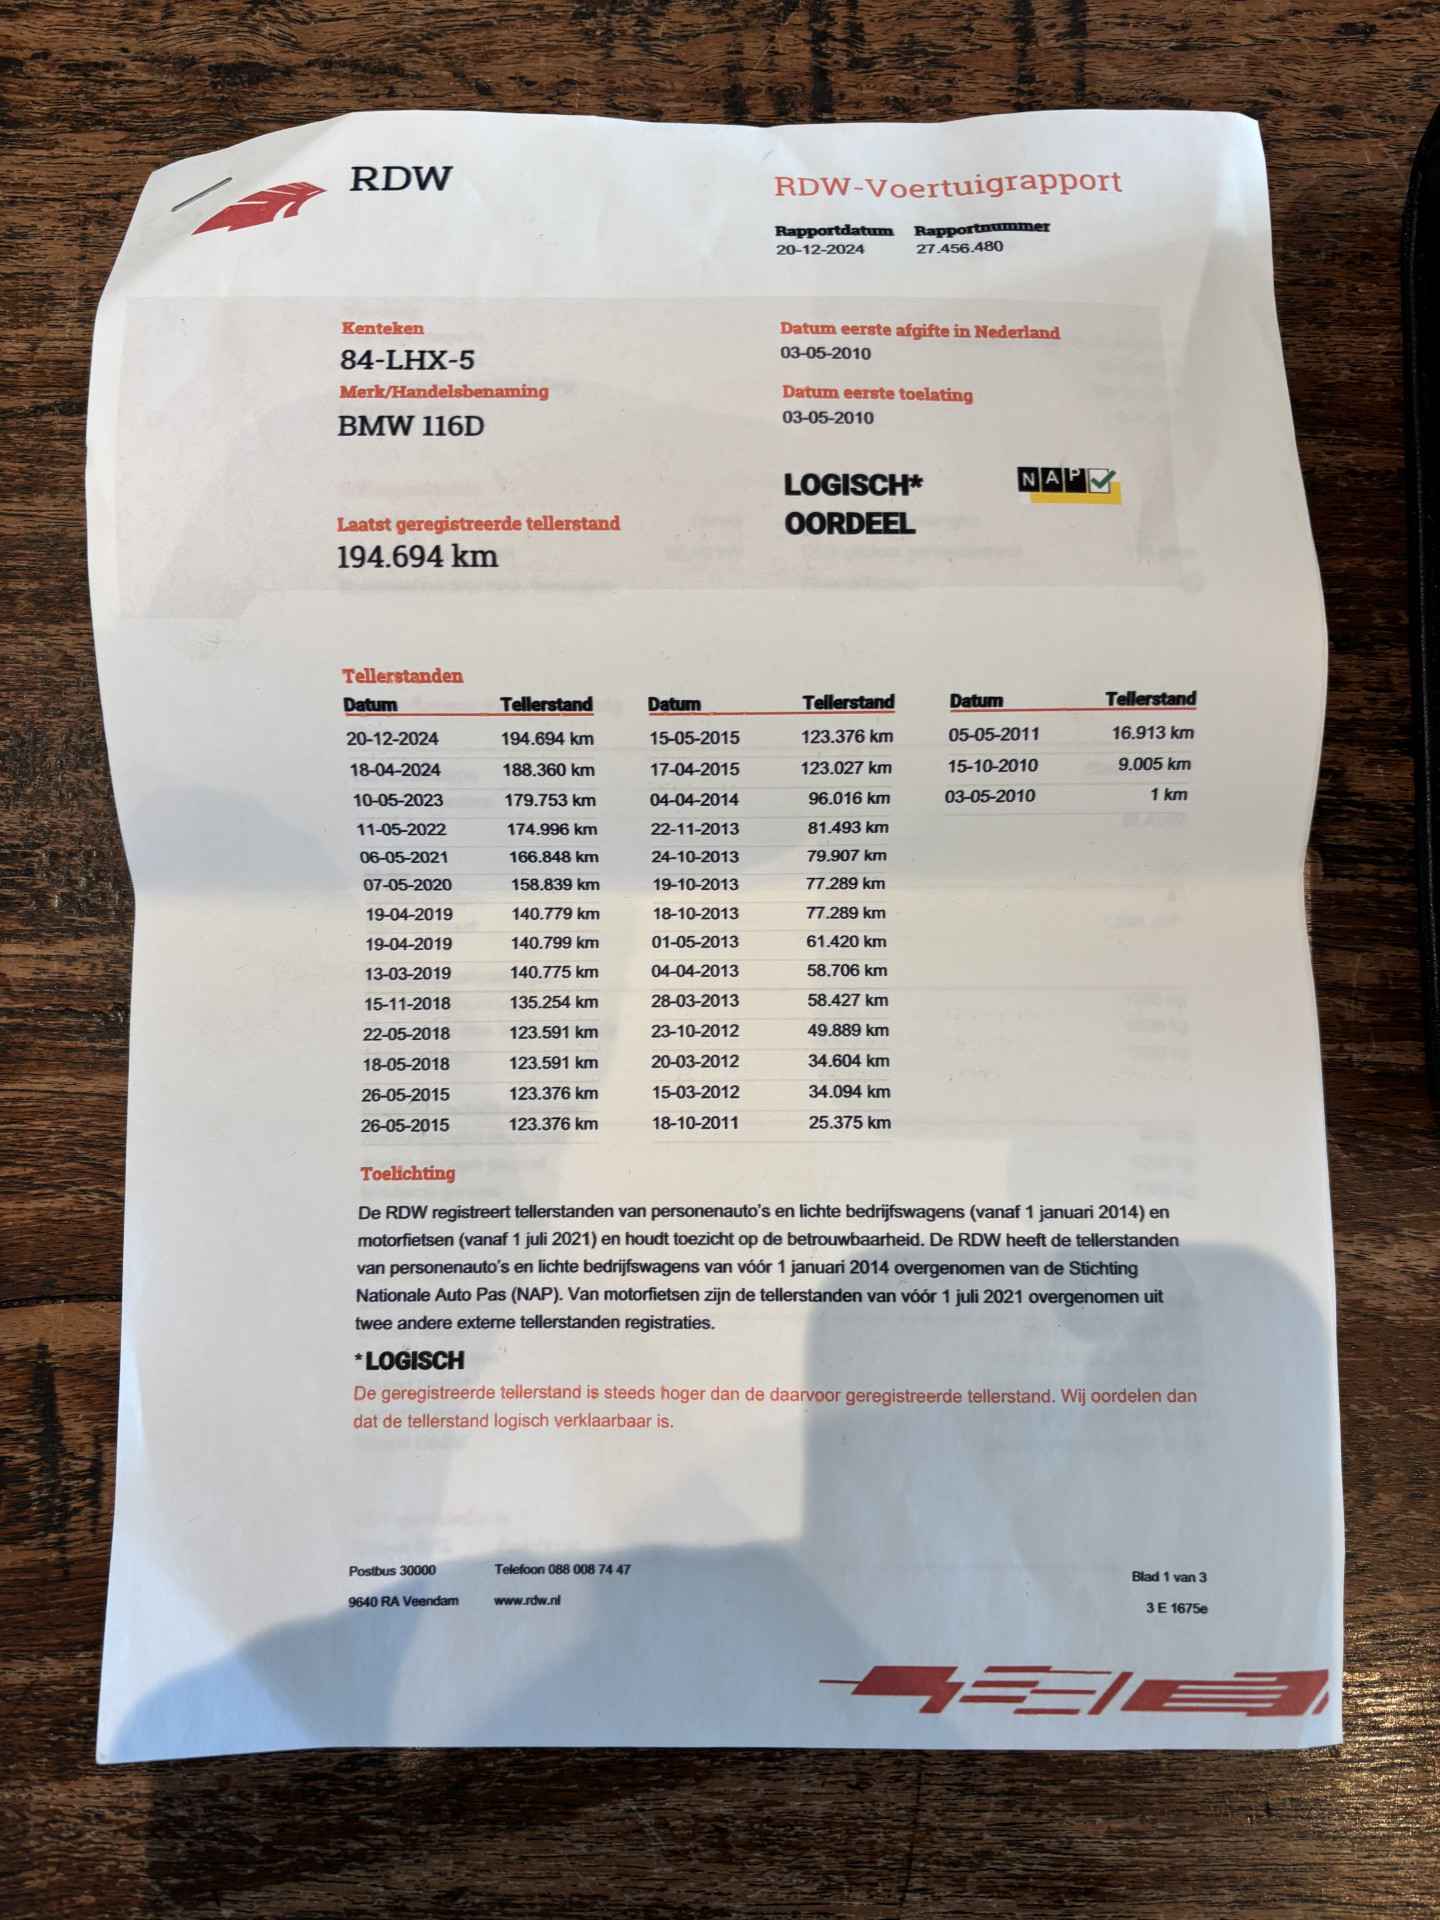 RDW
RDW-Voertuigrapport
Rapportdatum Rapportnummer
20-12-2024 27.456.480
Kenteken
84-LHX-5
Merk/Handelsbenaming
BMW 116D
Laatst geregistreerde tellerstand
194.694 km
Datum eerste afgifte in Nederland
03-05-2010
Datum eerste toelating
03-05-2010
LOGISCH*
OORDEEL
NAP
Tellerstanden
Datum Tellerstand Datum Tellerstand Datum Tellerstand
20-12-2024 194.694 km 15-05-2015 123.376 km 05-05-2011 16.913 km
18-04-2024 188.360 km 17-04-2015 123.027 km 15-10-2010 9.005 km
10-05-2023 179.753 km 04-04-2014 96.016 km 03-05-2010 1 km
11-05-2022 174.996 km 22-11-2013 81.493 km
06-05-2021 166.848 km 24-10-2013 79.907 km
07-05-2020 158.839 km 19-10-2013 77.289 km
19-04-2019 140.779 km 18-10-2013 77.289 km
19-04-2019 140.799 km 01-05-2013 61.420 km
13-03-2019 140.775 km 04-04-2013 58.706 km
15-11-2018 135.254 km 28-03-2013 58.427 km
22-05-2018 123.591 km 23-10-2012 49.889 km
18-05-2018 123.591 km 20-03-2012 34.604 km
26-05-2015 123.376 km 15-03-2012 34.094 km
26-05-2015 123.376 km 18-10-2011 25.375 km
Toelichting
De RDW registreert tellerstanden van personenauto's en lichte bedrijfswagens (vanaf 1 januari 2014) en
motorfietsen (vanaf 1 juli 2021) en houdt toezicht op de betrouwbaarheid. De RDW heeft de tellerstanden
van personenauto's en lichte bedrijfswagens van vóór 1 januari 2014 overgenomen van de Stichting
Nationale Auto Pas (NAP). Van motorfietsen zijn de tellerstanden van vóór 1 juli 2021 overgenomen uit
twee andere externe tellerstanden registraties.
*LOGISCH
De geregistreerde tellerstand is steeds hoger dan de daarvoor geregistreerde tellerstand. Wij oordelen dan
dat de tellerstand logisch verklaarbaar is.
Postbus 30000 Telefoon 088 008 74 47
9640 RA Veendam www.rdw.nl
Blad 1 van 3
3 E 1675e